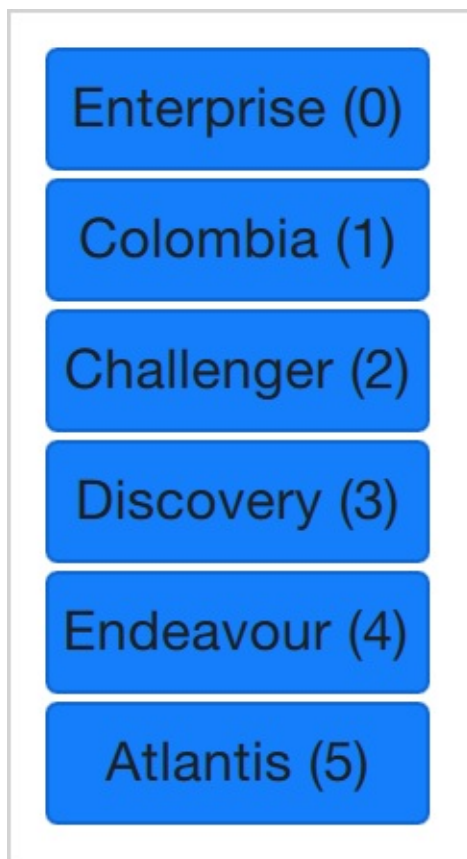 Enterprise (0)
Colombia (1)
Challenger (2)
Discovery (3)
Endeavour (4)
Atlantis (5)